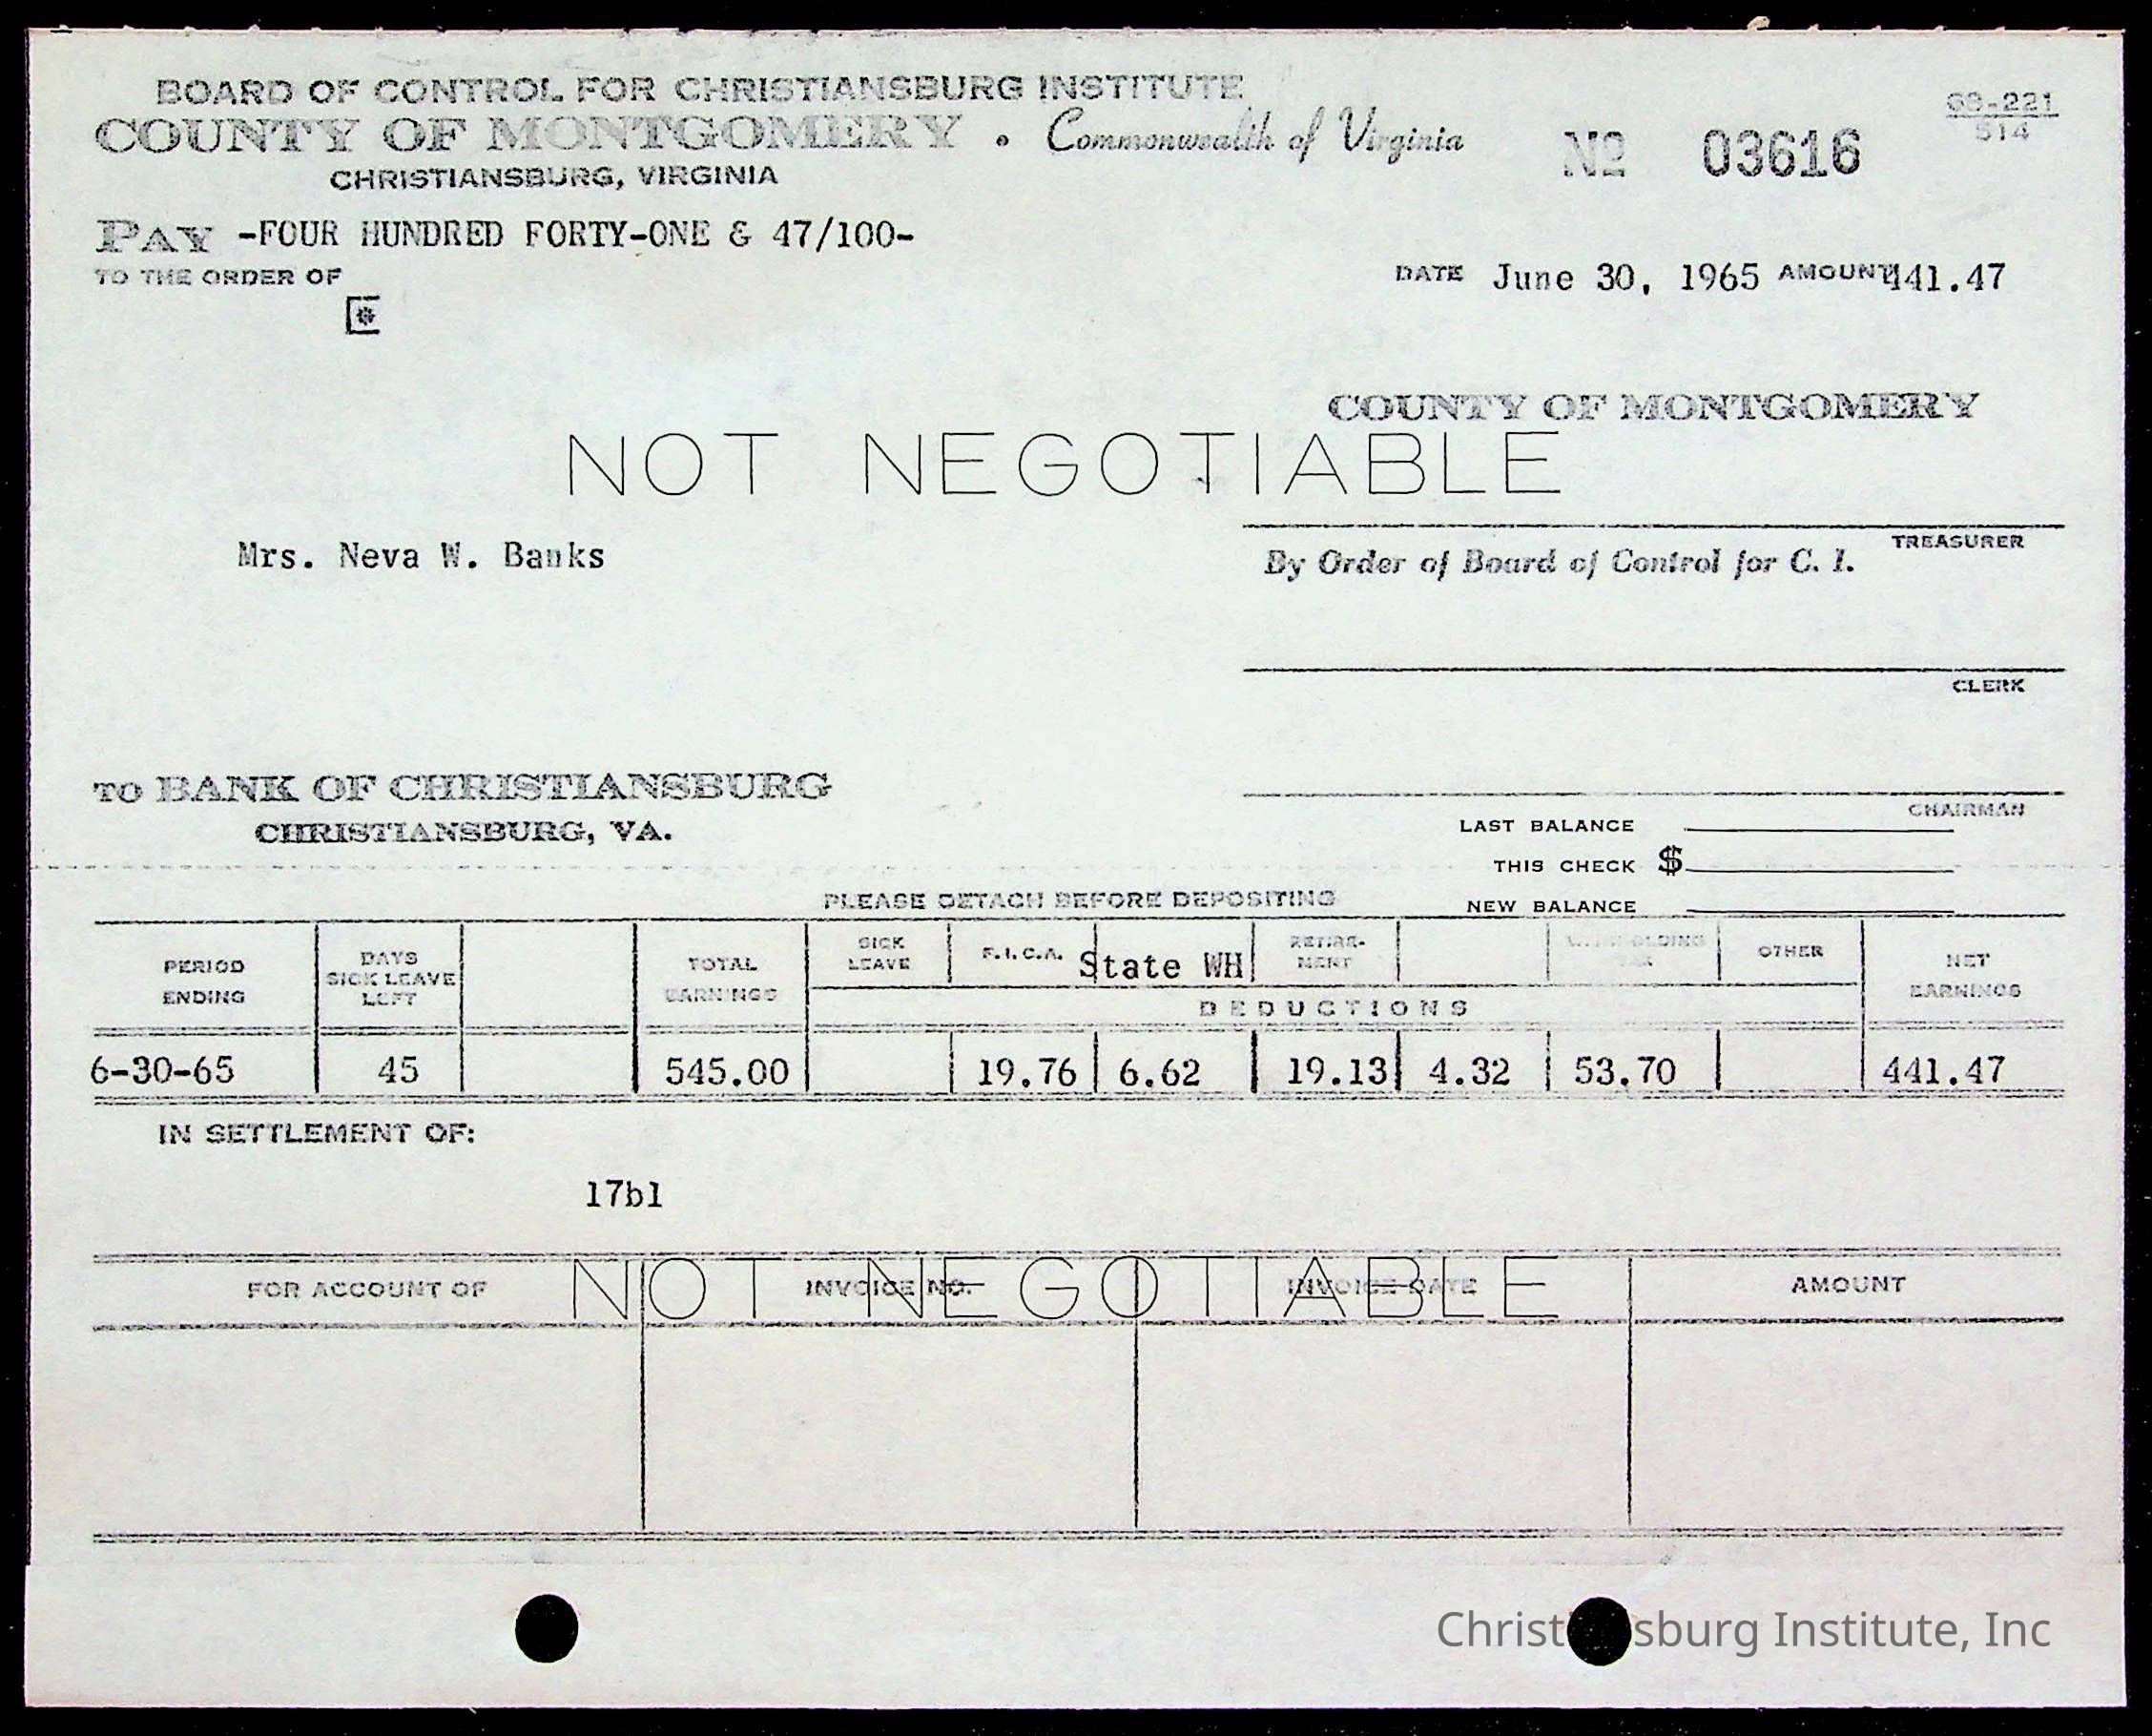 BOARD OF CONTROL FOR CHRISTIANSBURG INSTITUTE
COUNTY OF MONTGOMERY • Commonwealth of Virginia
CHRISTIANSBURG, VIRGINIA
No 03616
68-221
514
PAY -FOUR HUNDRED FORTY-ONE & 47/100-
TO THE ORDER OF
DATE June 30, 1965 AMOUNT 441.47
COUNTY OF MONTGOMERY
NOT NEGOTIABLE
TREASURER
Mrs. Neva W. Banks
By Order of Board of Control for C. I.
CLERK
TO BANK OF CHRISTIANSBURG
CHRISTIANSBURG, VA.
CHAIRMAN
LAST BALANCE
THIS CHECK $
NEW BALANCE
PLEASE DETACH BEFORE DEPOSITING
PERIOD ENDING
DAYS SICK LEAVE LEFT
TOTAL EARNINGS
SICK LEAVE
F.I.C.A.
State WH
RETIRE-MENT
WITHHOLDING
OTHER
NET EARNINGS
DEDUCTIONS
6-30-65 45 545.00 19.76 6.62 19.13 4.32 53.70 441.47
IN SETTLEMENT OF:
17b1
FOR ACCOUNT OF INVOICE NO. INVOICE DATE AMOUNT
NOT NEGOTIABLE
Christ sburg Institute, Inc